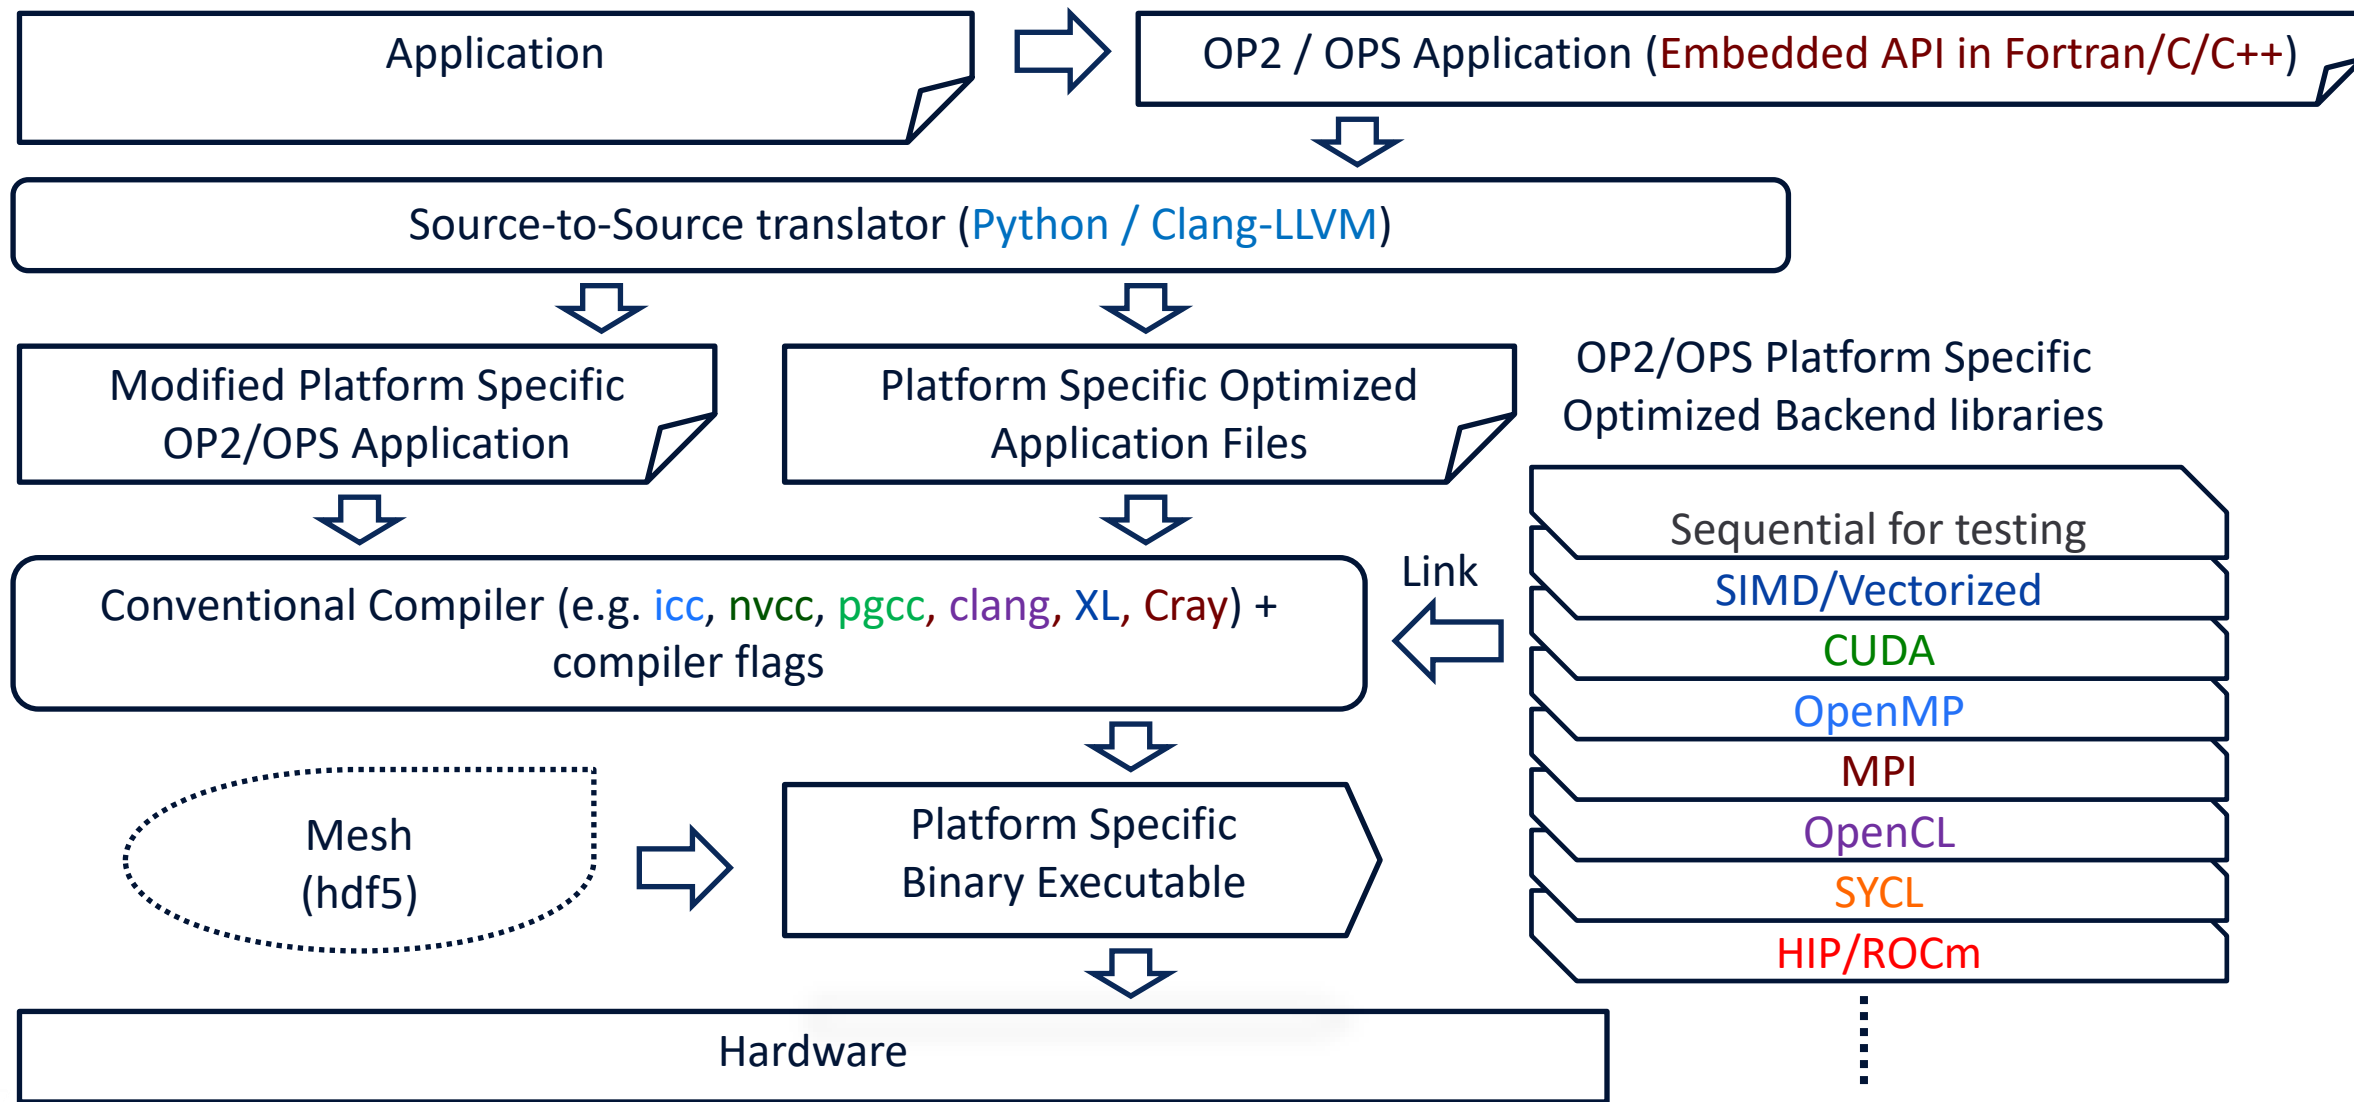 Application
OP2 / OPS Application (Embedded API in Fortran/C/C++)
Source-to-Source translator (Python / Clang-LLVM)
Modified Platform Specific
OP2/OPS Application
Platform Specific Optimized
Application Files
OP2/OPS Platform Specific
Optimized Backend libraries
Sequential for testing
SIMD/Vectorized
CUDA
OpenMP
MPI
OpenCL
SYCL
HIP/ROCm
Link
Conventional Compiler (e.g. icc, nvcc, pgcc, clang, XL, Cray) +
compiler flags
Mesh
(hdf5)
Platform Specific
Binary Executable
Hardware